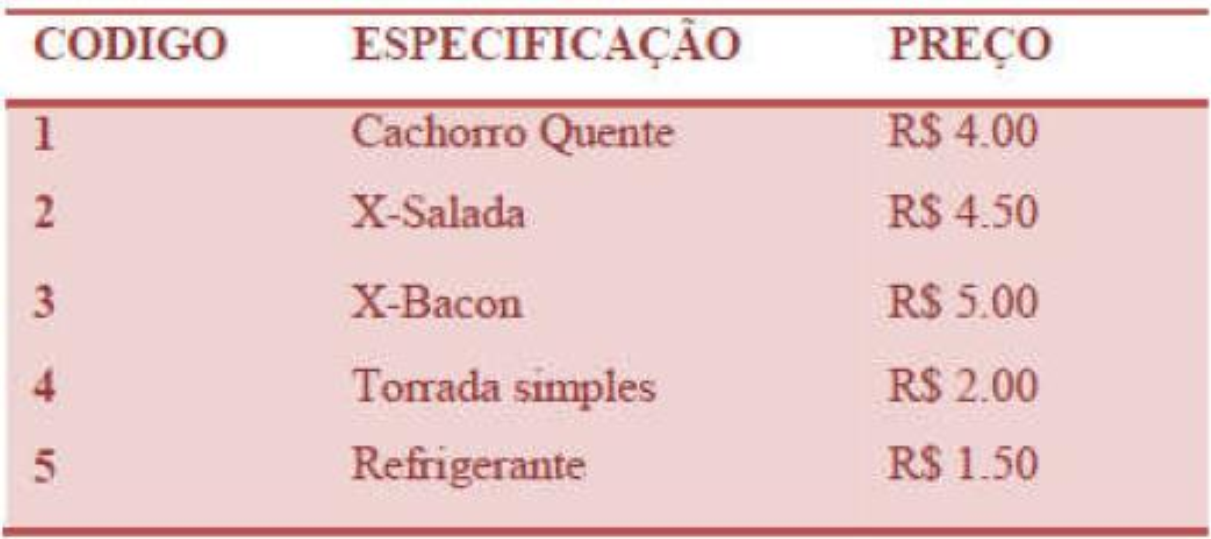 CODIGO ESPECIFICAÇÃO PREÇO
1 Cachorro Quente R$ 4.00
2 X-Salada R$ 4.50
3 X-Bacon R$ 5.00
4 Torrada simples R$ 2.00
5 Refrigerante R$ 1.50